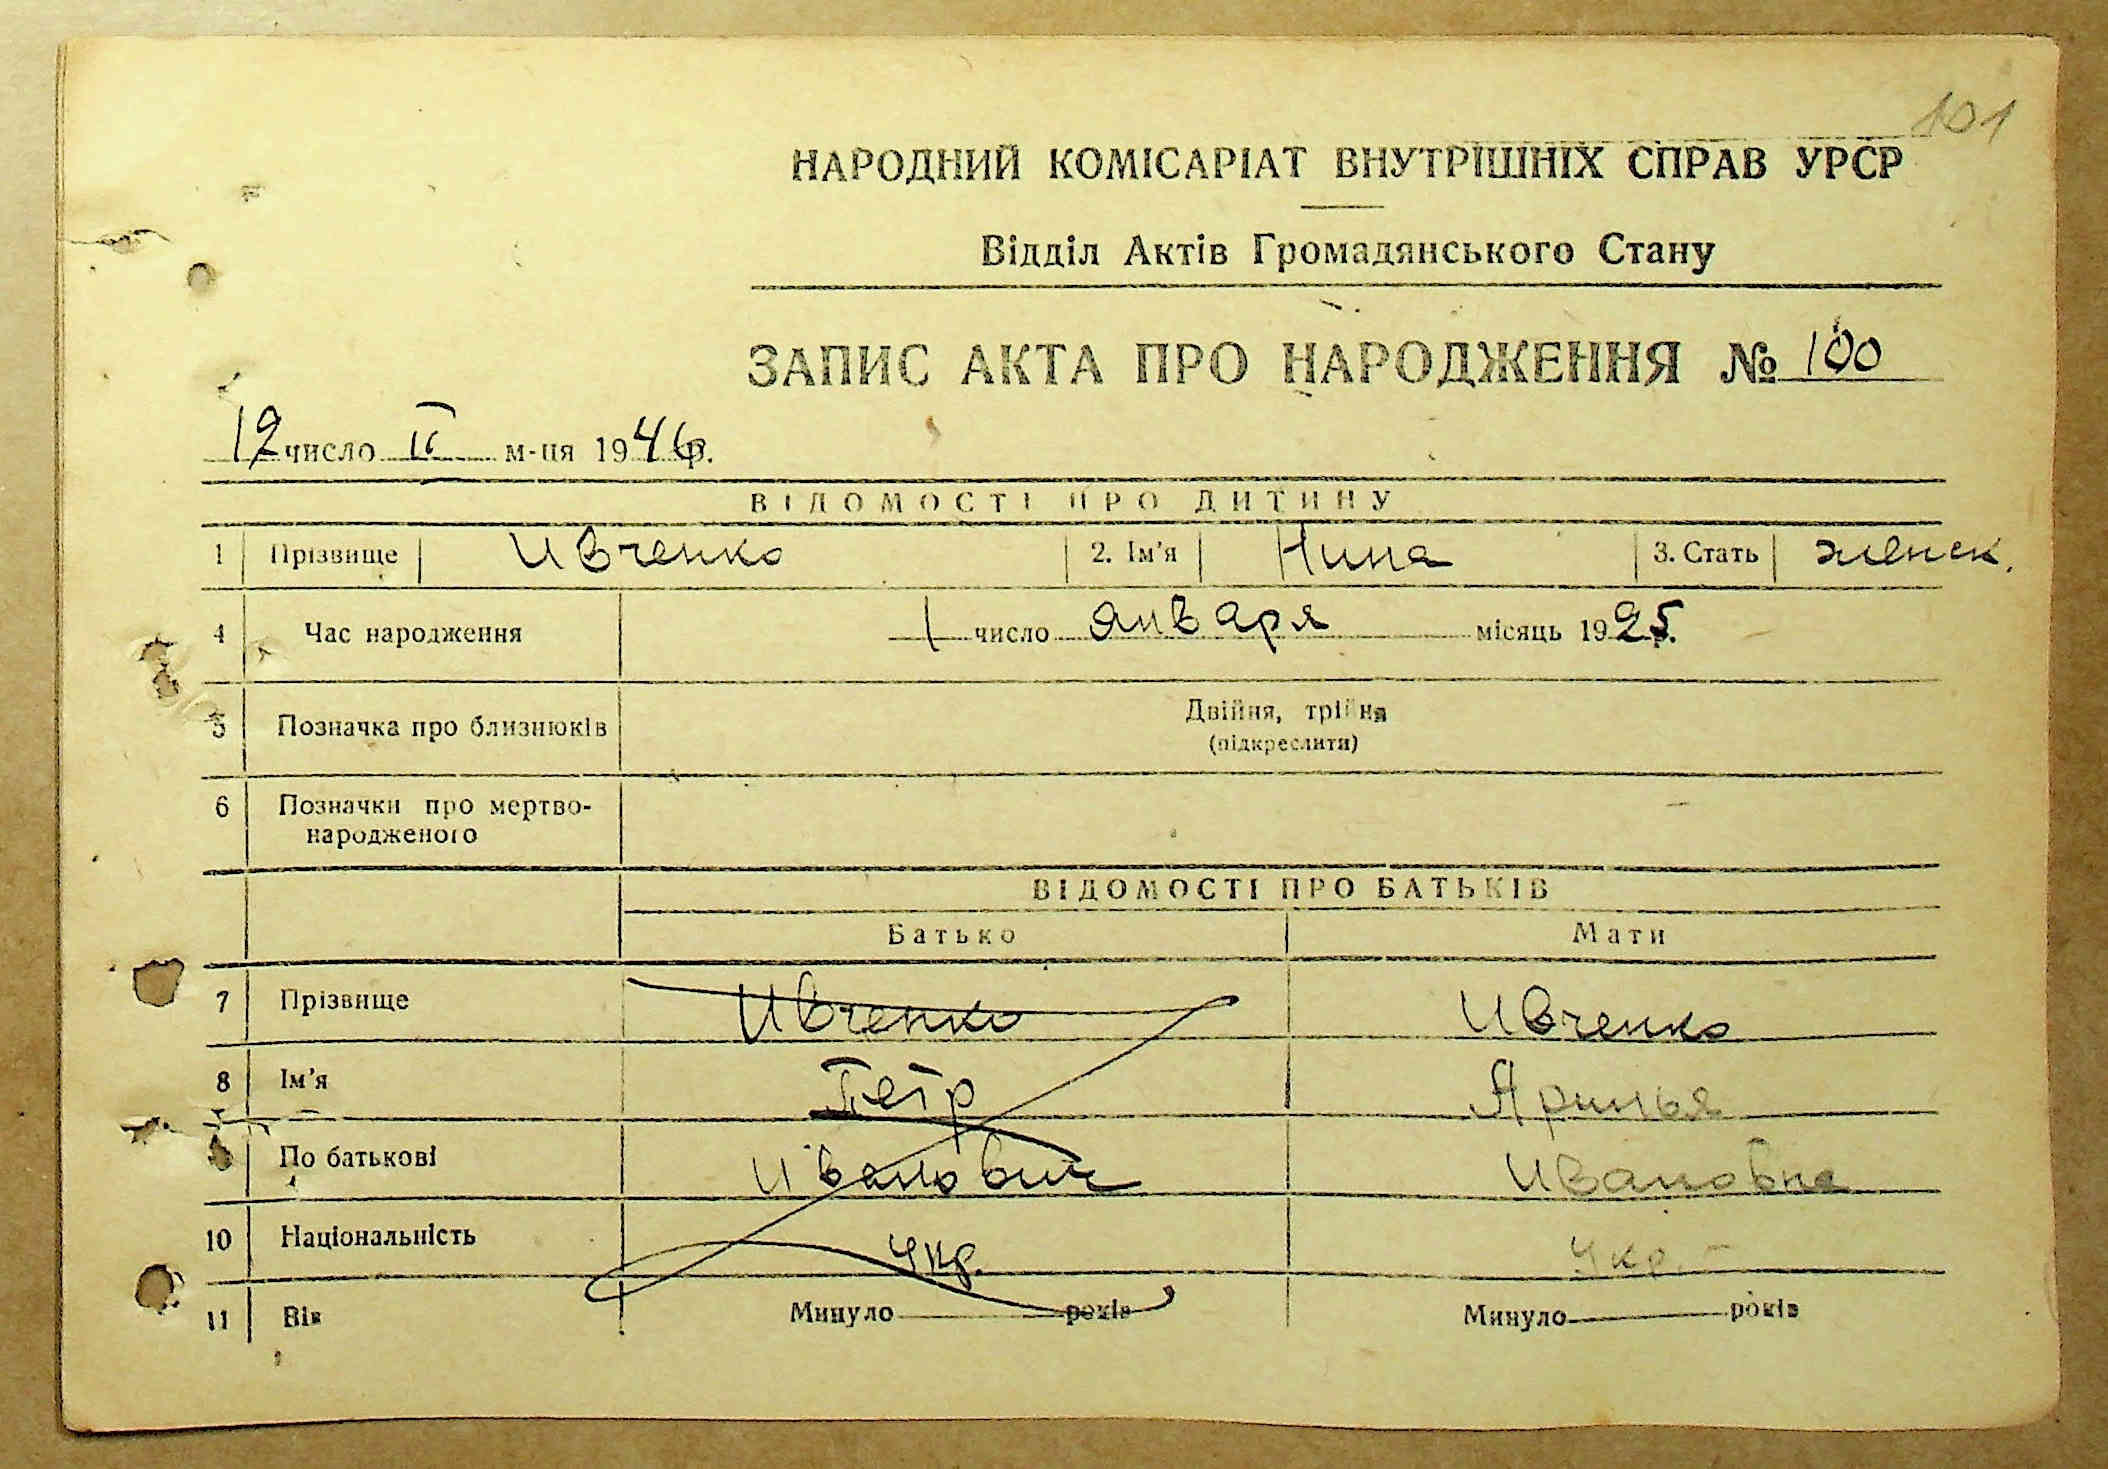 101
НАРОДНИЙ КОМІСАРІАТ ВНУТРІШНІХ СПРАВ УРСР
Відділ Актів Громадянського Стану
ЗАПИС АКТА ПРО НАРОДЖЕННЯ № 100
12 число II м-ця 1946 р.
ВІДОМОСТІ ПРО ДИТИНУ
1 Прізвище Ивченко 2. Ім'я Нина 3. Стать женск.
4 Час народження 1 число января місяць 1925 р.
5 Позначка про близнюків Двійня, трійня
(підкреслити)
6 Позначки про мертво-
народженого
ВІДОМОСТІ ПРО БАТЬКІВ
Батько Мати
7 Прізвище Ивченко Ивченко
8 Ім'я Петр Яринья
9 По батькові Иванович Ивановна
10 Національність Укр. Укр.
11 Вік Минуло років Минуло років